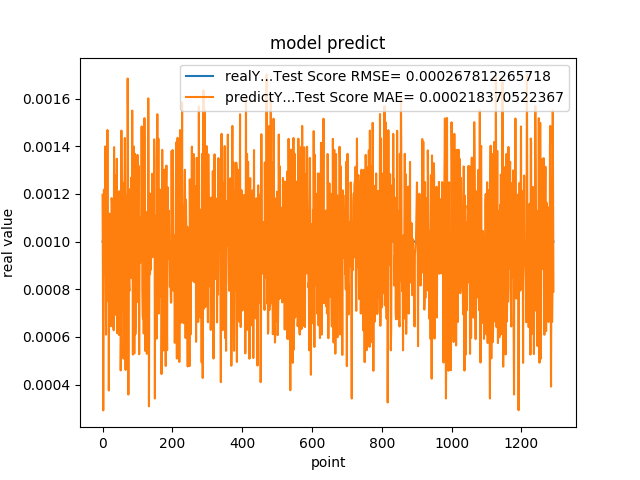 model predict
realY...Test Score RMSE= 0.000267812265718
predictY...Test Score MAE= 0.000218370522367
0.0016
0.0014
0.0012
0.0010
0.0008
0.0006
0.0004
real value
0 200 400 600 800 1000 1200
point